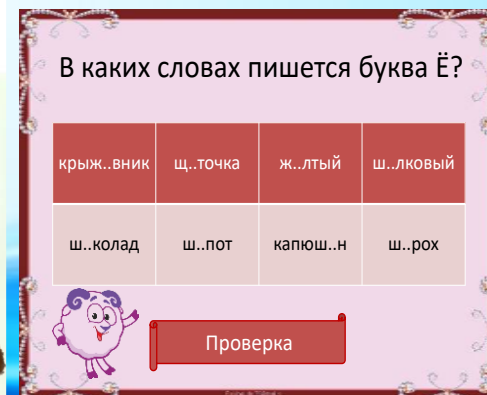 В каких словах пишется буква Ё?
крыж..вник щ..точка ж..лтый ш..лковый
ш..колад ш..пот капюш..н ш..рох
Проверка